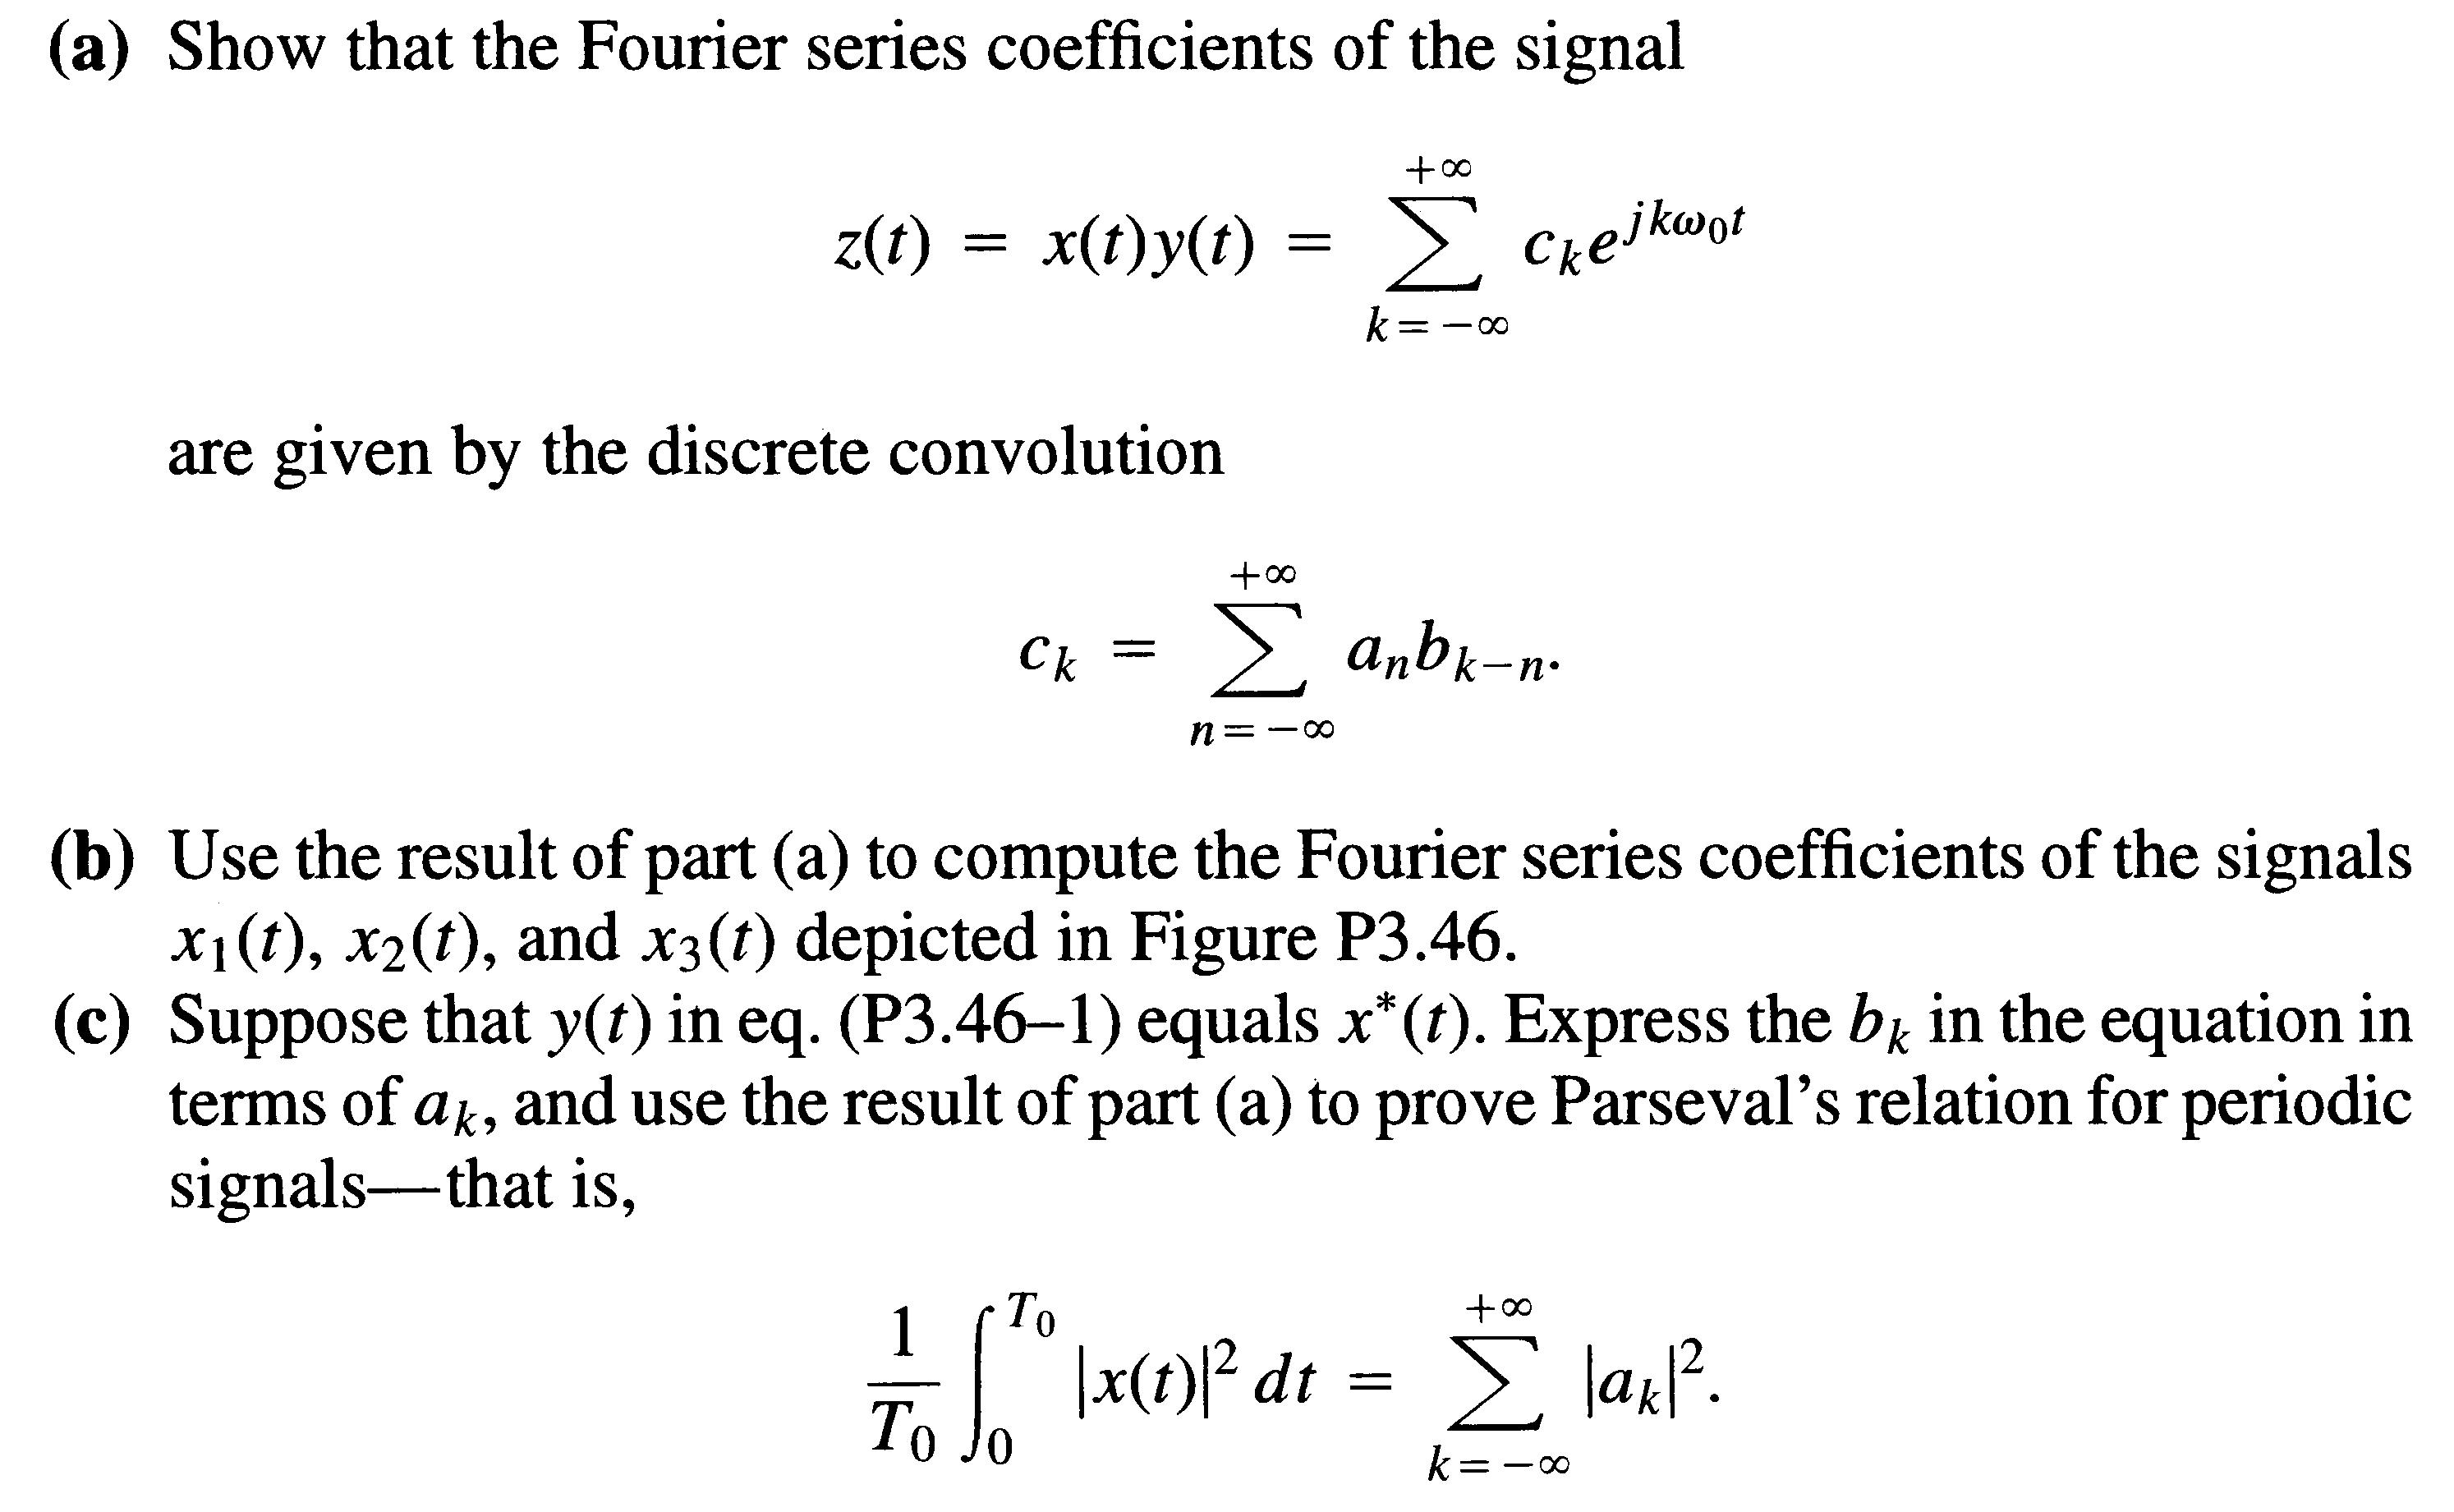 (a) Show that the Fourier series coefficients of the signal
z(t) = x(t)y(t) = \sum_{k=-\infty}^{+\infty} c_k e^{jk\omega_0 t}
are given by the discrete convolution
c_k = \sum_{n=-\infty}^{+\infty} a_n b_{k-n}.
(b) Use the result of part (a) to compute the Fourier series coefficients of the signals
x_1(t), x_2(t), and x_3(t) depicted in Figure P3.46.
(c) Suppose that y(t) in eq. (P3.46–1) equals x^*(t). Express the b_k in the equation in
terms of a_k, and use the result of part (a) to prove Parseval’s relation for periodic
signals—that is,
\frac{1}{T_0} \int_0^{T_0} |x(t)|^2 dt = \sum_{k=-\infty}^{+\infty} |a_k|^2.